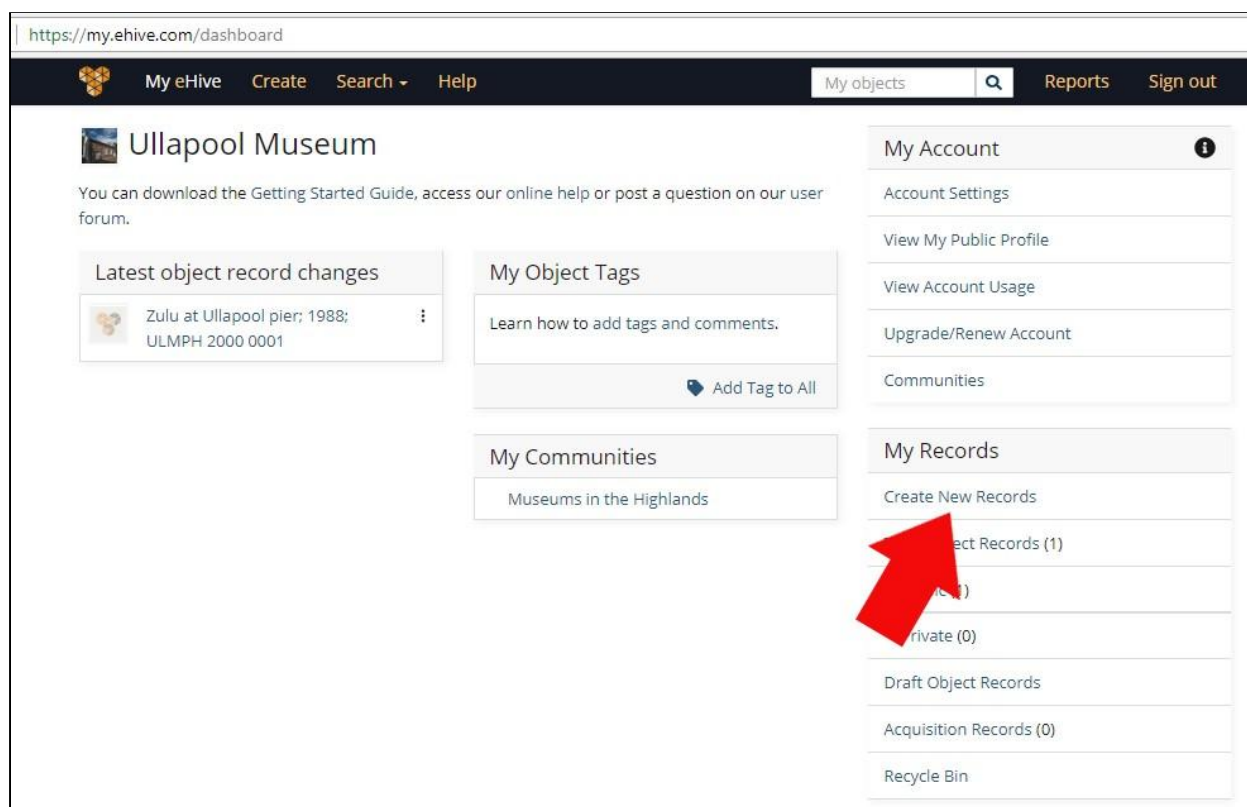 https://my.ehive.com/dashboard
My eHive Create Search Help My objects Reports Sign out
Ullapool Museum
You can download the Getting Started Guide, access our online help or post a question on our user
forum.
Latest object record changes
Zulu at Ullapool pier; 1988;
ULMPH 2000 0001
My Object Tags
Learn how to add tags and comments.
Add Tag to All
My Communities
Museums in the Highlands
My Account
Account Settings
View My Public Profile
View Account Usage
Upgrade/Renew Account
Communities
My Records
Create New Records
Records (1)
(0)
Draft Object Records
Acquisition Records (0)
Recycle Bin